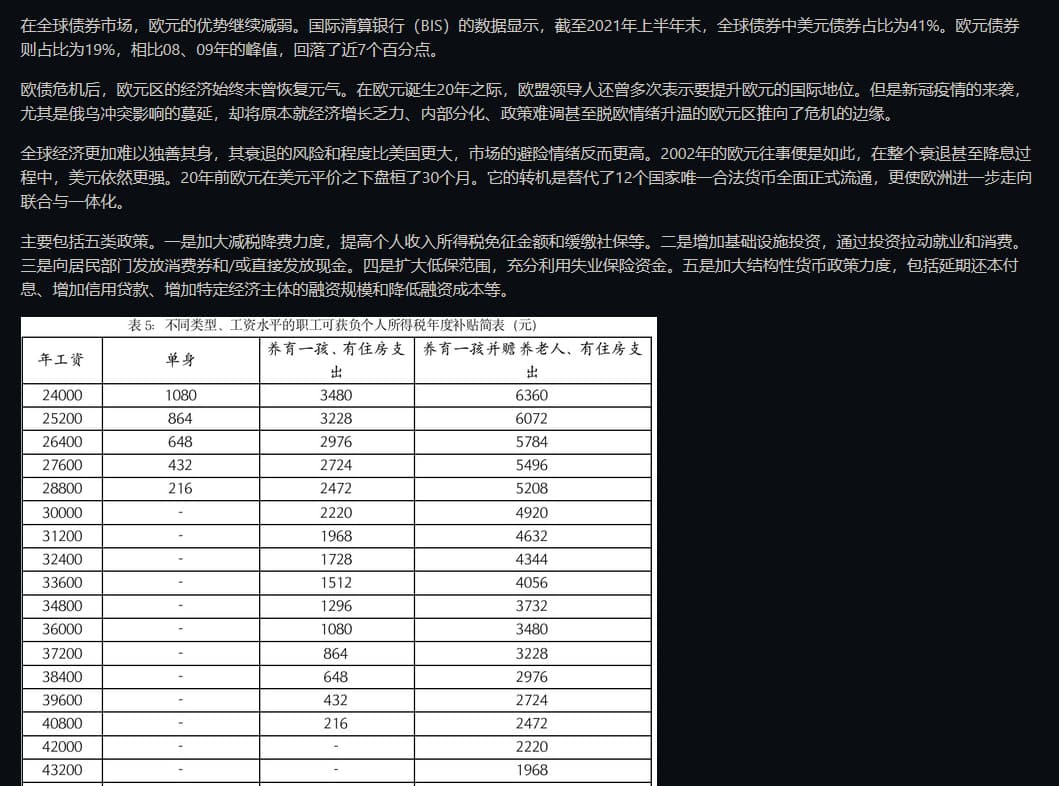 在全球债券市场，欧元的优势继续减弱。国际清算银行（BIS）的数据显示，截至2021年上半年末，全球债券中美元债券占比为41%。欧元债券
则占比为19%，相比08、09年的峰值，回落了近7个百分点。
欧债危机后，欧元区的经济始终未曾恢复元气。在欧元诞生20年之际，欧盟领导人还曾多次表示要提升欧元的国际地位。但是新冠疫情的来袭，
尤其是俄乌冲突影响的蔓延，却将原本就经济增长乏力、内部分化、政策难调甚至脱欧情绪升温的欧元区推向了危机的边缘。
全球经济更加难以独善其身，其衰退的风险和程度比美国更大，市场的避险情绪反而更高。2002年的欧元往事便是如此，在整个衰退甚至降息过
程中，美元依然更强。20年前欧元在美元平价之下盘桓了30个月。它的转机是替代了12个国家唯一合法货币全面正式流通，更使欧洲进一步走向
联合与一体化。
主要包括五类政策。一是加大减税降费力度，提高个人收入所得税免征金额和缓缴社保等。二是增加基础设施投资，通过投资拉动就业和消费。
三是向居民部门发放消费券和/或直接发放现金。四是扩大低保范围，充分利用失业保险资金。五是加大结构性货币政策力度，包括延期还本付
息、增加信用贷款、增加特定经济主体的融资规模和降低融资成本等。
表 5: 不同类型、工资水平的职工可获负个人所得税年度补贴简表（元）
年工资 单身 养育一孩、有住房支出 养育一孩并赡养老人、有住房支出
24000 1080 3480 6360
25200 864 3228 6072
26400 648 2976 5784
27600 432 2724 5496
28800 216 2472 5208
30000 - 2220 4920
31200 - 1968 4632
32400 - 1728 4344
33600 - 1512 4056
34800 - 1296 3732
36000 - 1080 3480
37200 - 864 3228
38400 - 648 2976
39600 - 432 2724
40800 - 216 2472
42000 - - 2220
43200 - - 1968